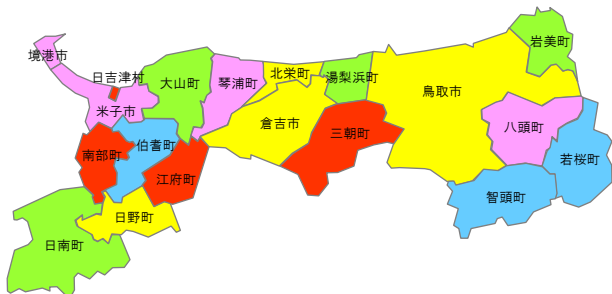 岩美町
境港市
日吉津村
大山町
琴浦町
北栄町
湯梨浜町
鳥取市
米子市
倉吉市
三朝町
八頭町
南部町
伯耆町
江府町
若桜町
智頭町
日野町
日南町